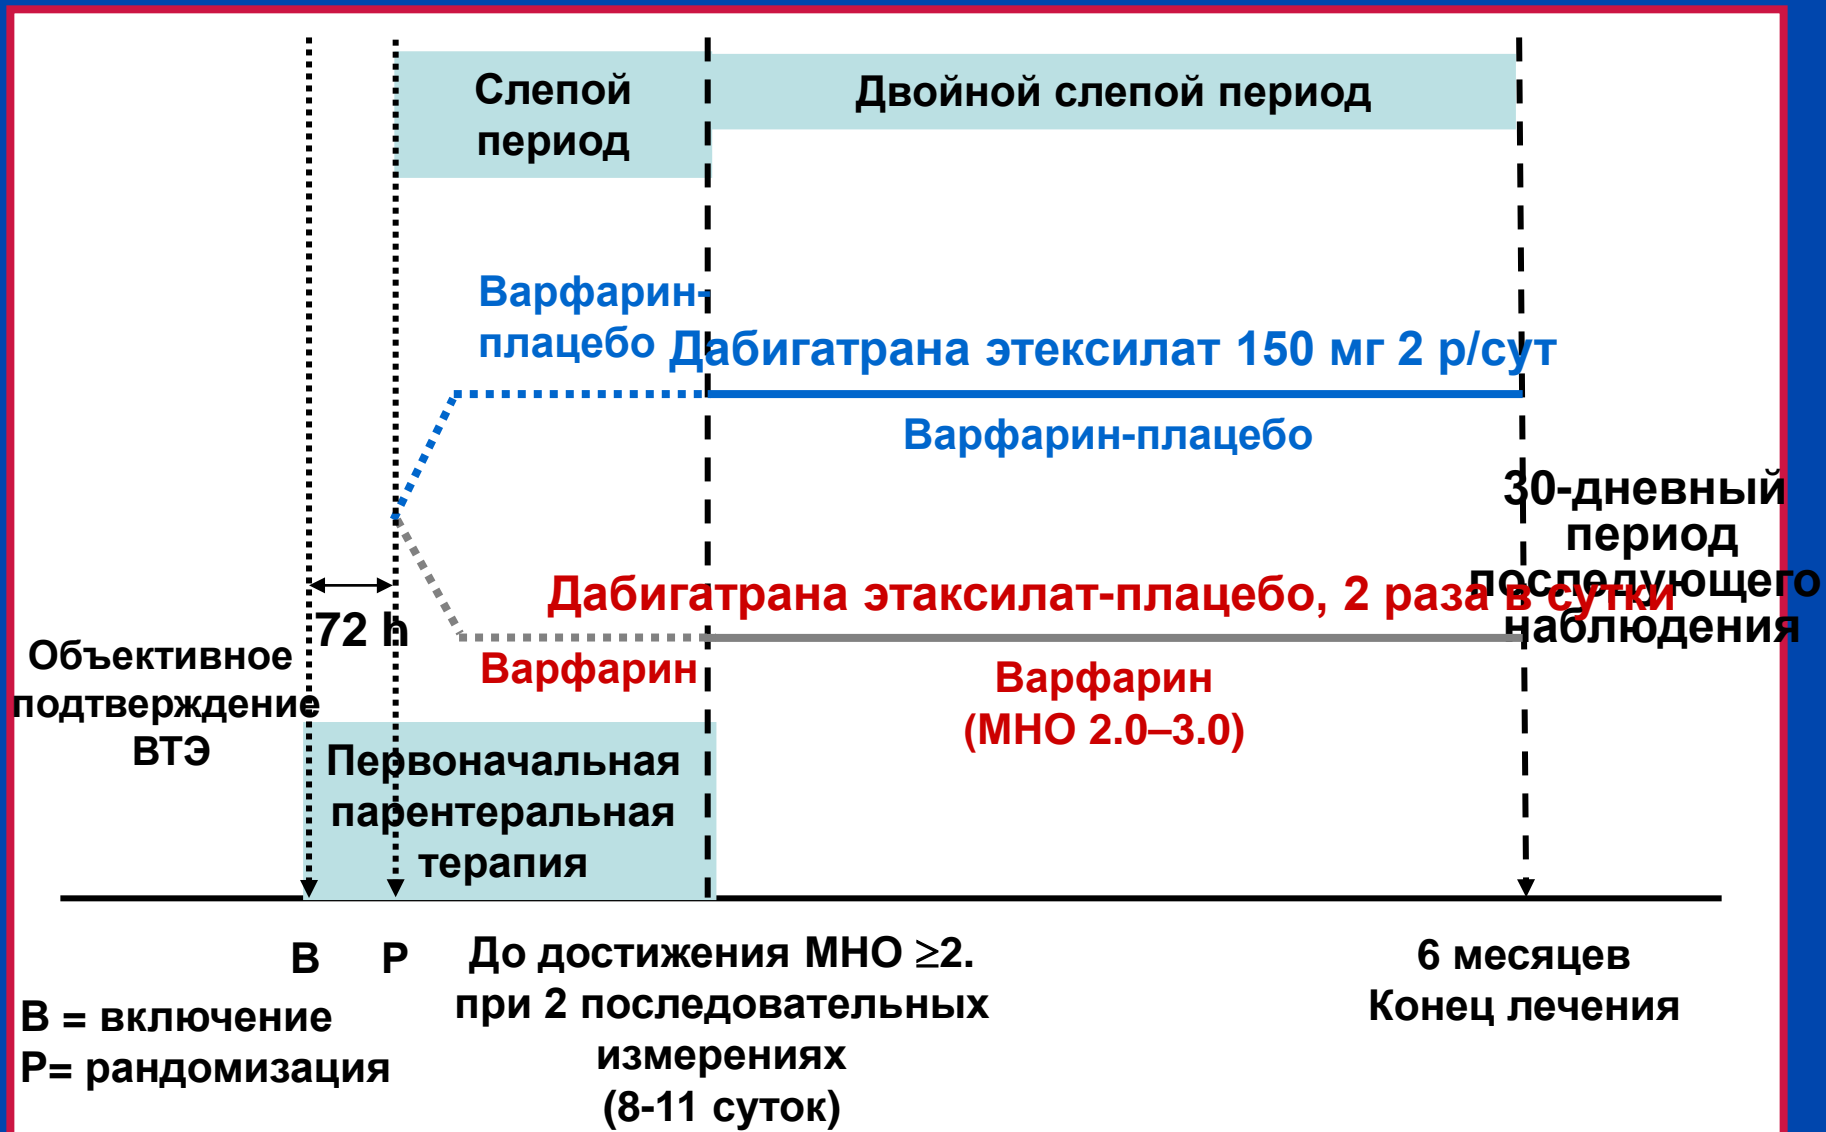 Слепой
период
Двойной слепой период
Варфарин-
плацебо
Дабигатрана этексилат 150 мг 2 р/сут
Варфарин-плацебо
30-дневный
период
последующего
наблюдения
Дабигатрана этаксилат-плацебо, 2 раза в сутки
72 h
Варфарин
Варфарин
(МНО 2.0–3.0)
Объективное
подтверждение
ВТЭ
Первоначальная
парентеральная
терапия
В
Р
До достижения МНО ≥2.
при 2 последовательных
измерениях
(8-11 суток)
6 месяцев
Конец лечения
В = включение
Р= рандомизация